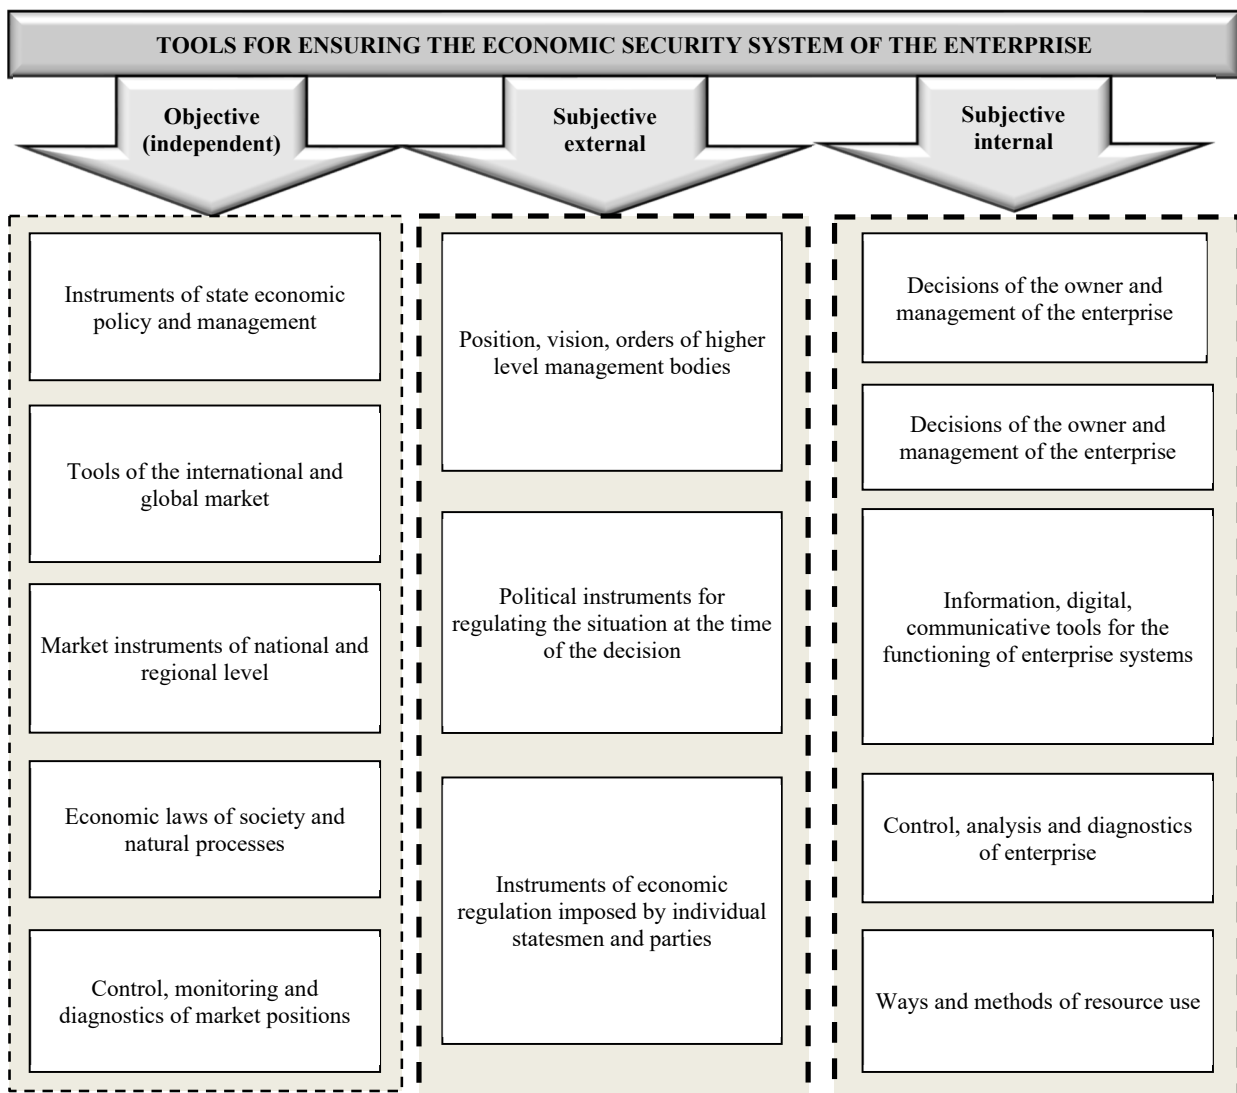 TOOLS FOR ENSURING THE ECONOMIC SECURITY SYSTEM OF THE ENTERPRISE
Objective
(independent)
Instruments of state economic
policy and management
Tools of the international and
global market
Market instruments of national and
regional level
Economic laws of society and
natural processes
Control, monitoring and
diagnostics of market positions
Subjective
external
Position, vision, orders of higher
level management bodies
Political instruments for
regulating the situation at the time
of the decision
Instruments of economic
regulation imposed by individual
statesmen and parties
Subjective
internal
Decisions of the owner and
management of the enterprise
Decisions of the owner and
management of the enterprise
Information, digital,
communicative tools for the
functioning of enterprise systems
Control, analysis and diagnostics
of enterprise
Ways and methods of resource use